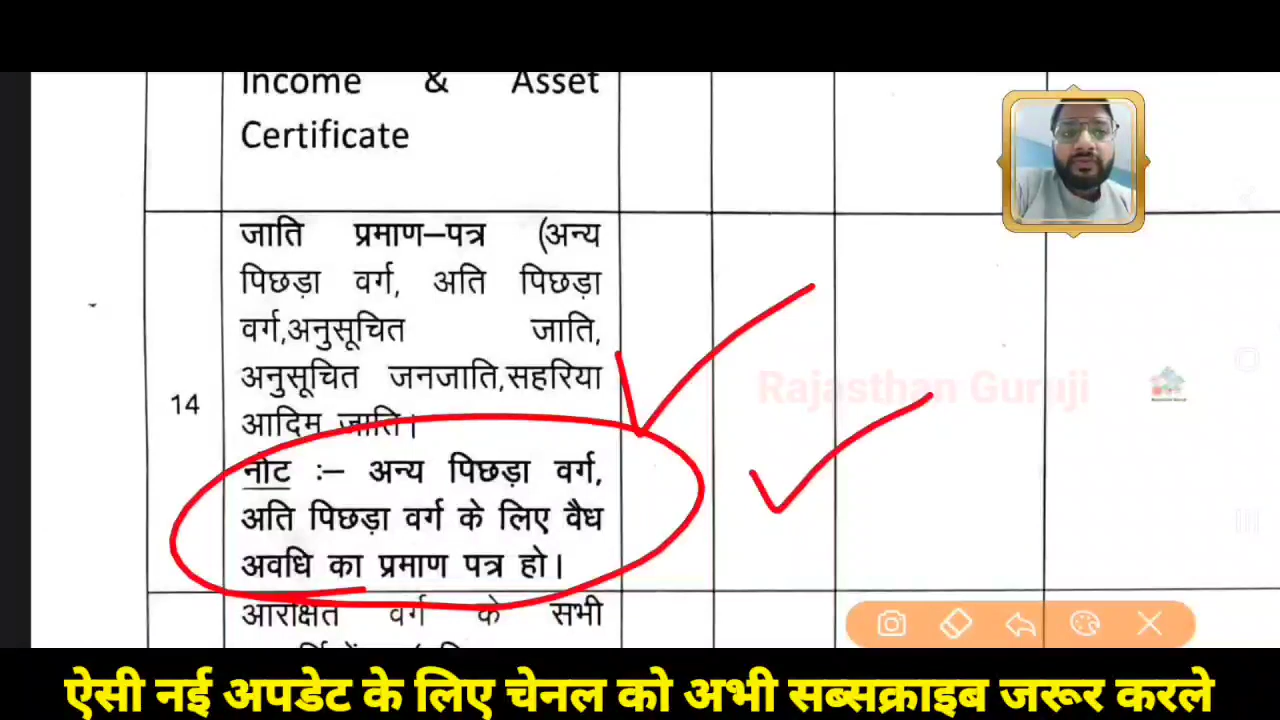 Income & Asset
Certificate
जाति प्रमाण–पत्र (अन्य
पिछड़ा वर्ग, अति पिछड़ा
वर्ग,अनुसूचित जाति,
अनुसूचित जनजाति,सहरिया
आदिम जाति।
14
नोट :– अन्य पिछड़ा वर्ग,
अति पिछड़ा वर्ग के लिए वैध
अवधि का प्रमाण पत्र हो।
आरक्षित वर्ग के सभी
Rajasthan Guruji
ऐसी नई अपडेट के लिए चेनल को अभी सब्सक्राइब जरूर करले